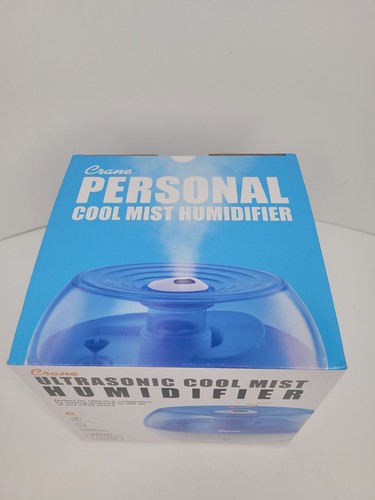 Crane
PERSONAL
COOL MIST HUMIDIFIER
Crane
ULTRASONIC COOL MIST
HUMIDIFIER